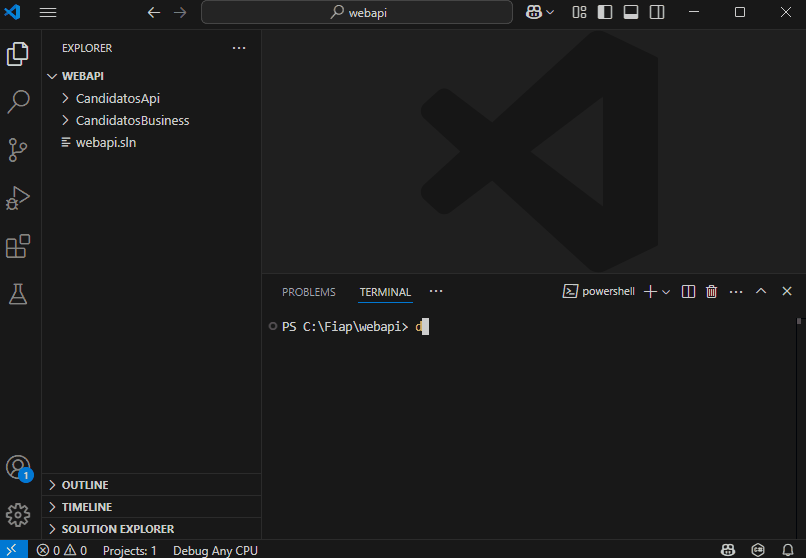 webapi
EXPLORER
WEBAPI
CandidatosApi
CandidatosBusiness
webapi.sln
PROBLEMS
TERMINAL
powershell
PS C:\Fiap\webapi> d
1
OUTLINE
TIMELINE
SOLUTION EXPLORER
0 0 Projects: 1 Debug Any CPU